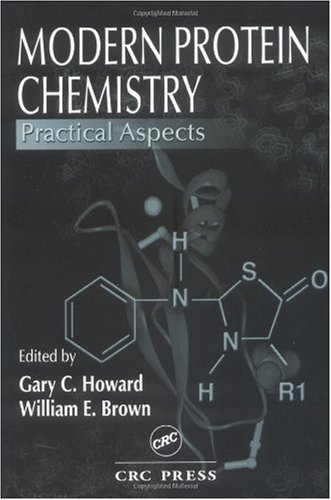 MODERN PROTEIN
CHEMISTRY
Practical Aspects
H
N
S
O
N
H
R1
Edited by
Gary C. Howard
William E. Brown
CRC
CRC PRESS